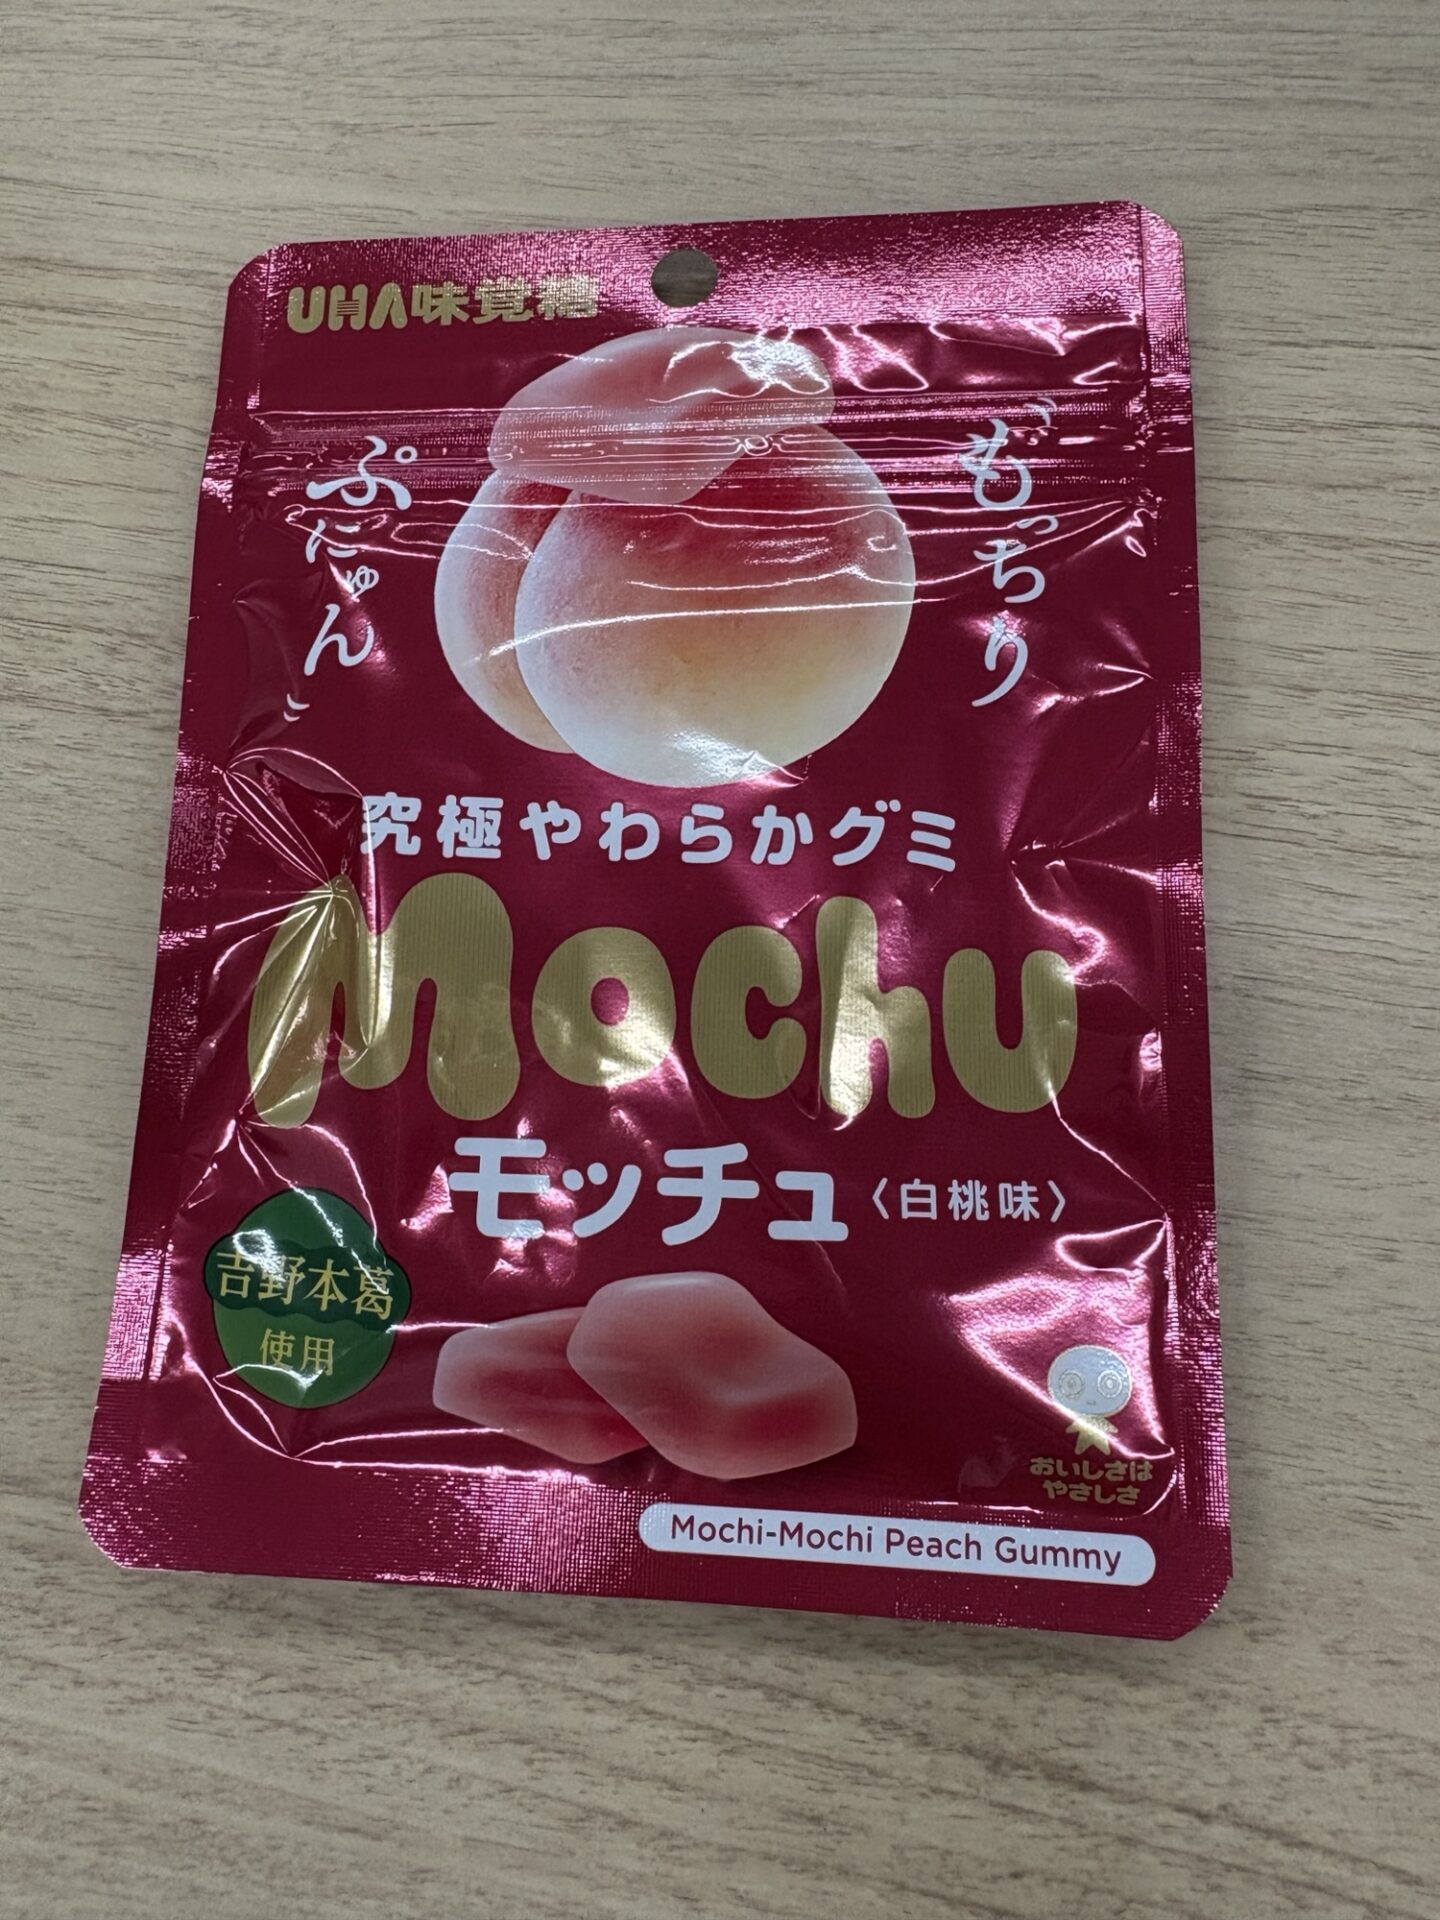 UHA味覚糖
"もっちり
ぷにゅん"
究極やわらかグミ
Mochu
モッチュ〈白桃味〉
吉野本葛
使用
おいしさは
やさしさ
Mochi-Mochi Peach Gummy